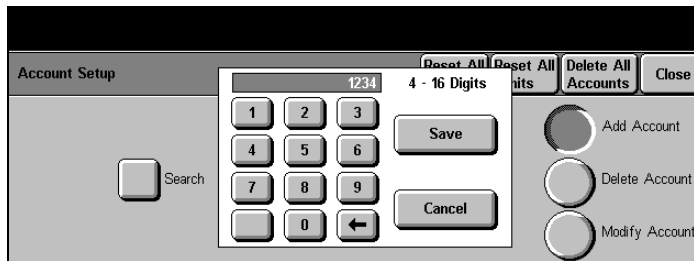 Account Setup
Reset All
Reset All
Delete All
Accounts
Close
1234
4 - 16 Digits
1 2 3
Save
4 5 6
7 8 9
Cancel
0
Search
Add Account
Delete Account
Modify Account